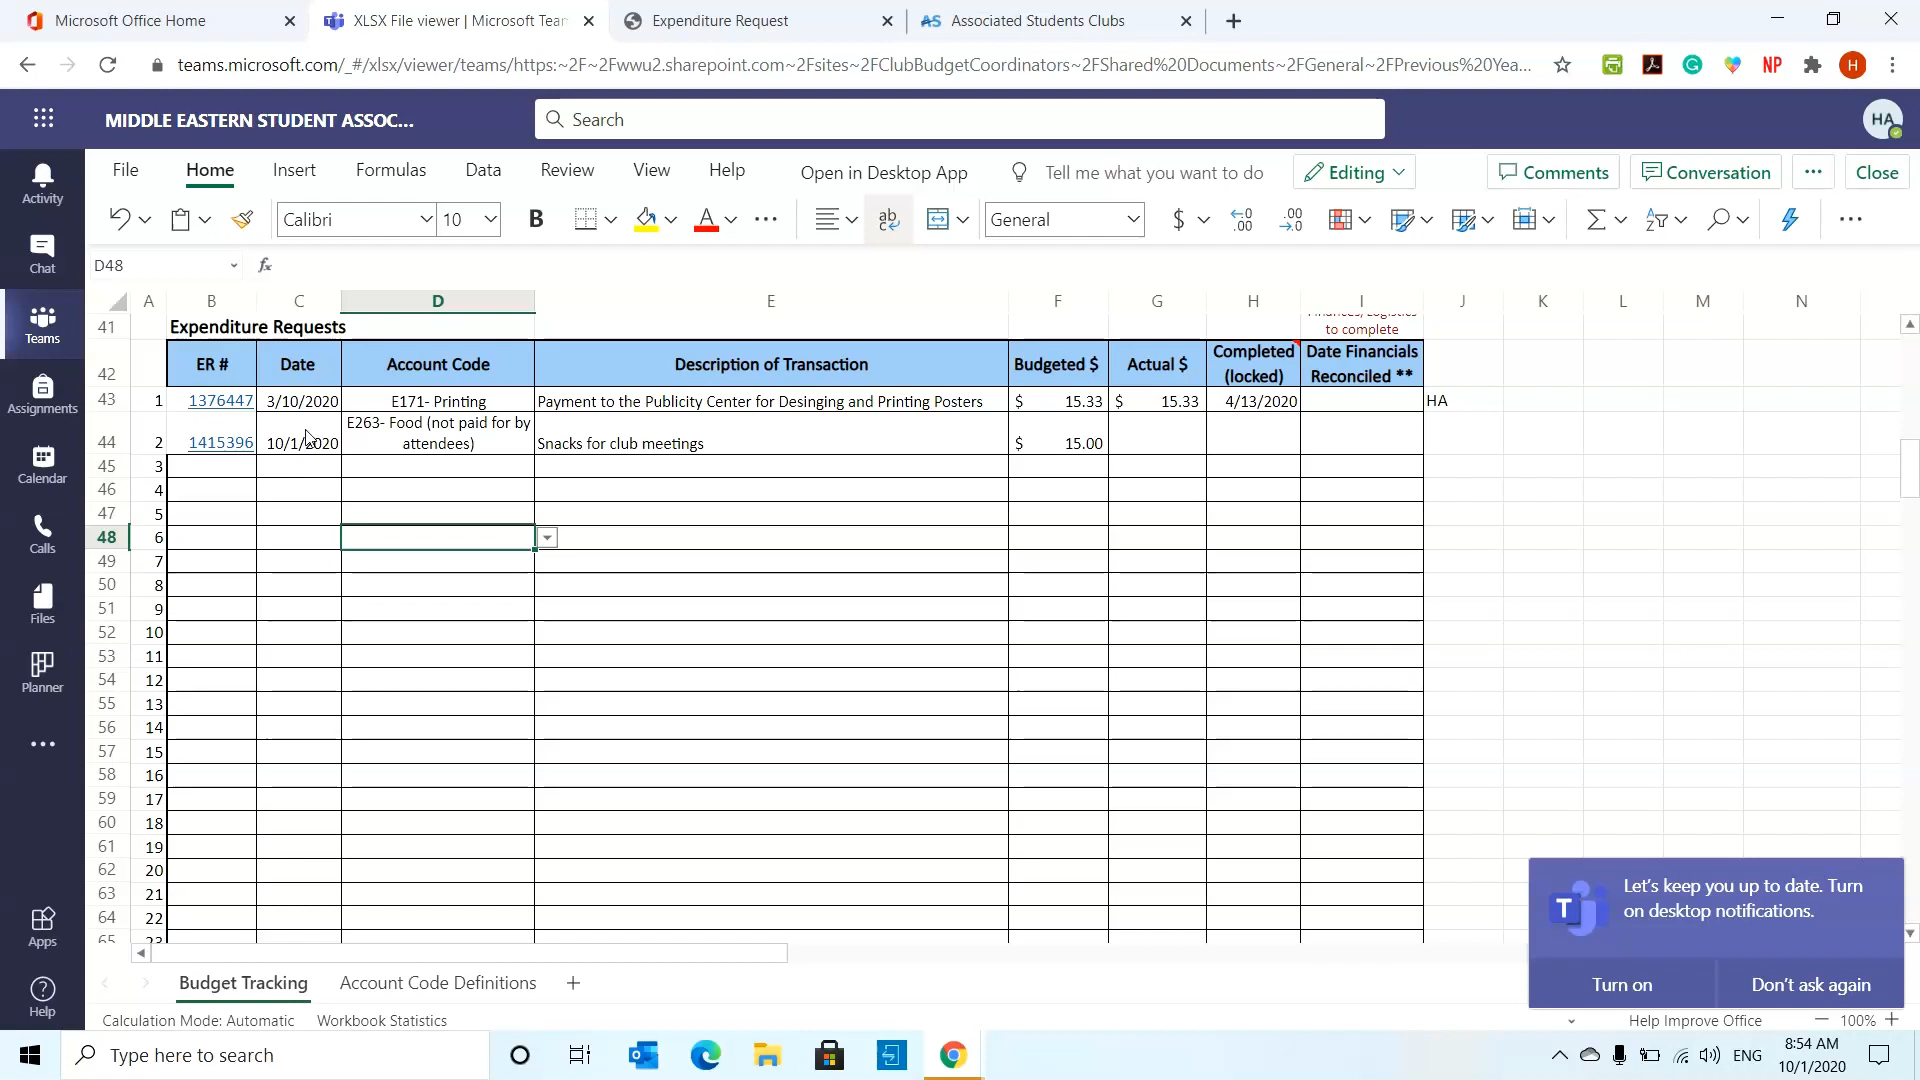 Microsoft Office Home
XLSX File viewer | Microsoft Team
Expenditure Request
AS Associated Students Clubs
teams.microsoft.com/_#/xlsx/viewer/teams/https:~2F~2Fwwu2.sharepoint.com~2Fsites~2FClubBudgetCoordinators~2FShared%20Documents~2FGeneral~2FPrevious%20Yea...
NP
H
MIDDLE EASTERN STUDENT ASSOC...
Search
HA
File Home Insert Formulas Data Review View Help Open in Desktop App Tell me what you want to do Editing Comments Conversation ... Close
Calibri 10 B A General $
D48 fx
Activity
Chat
Teams
Assignments
Calendar
Calls
Files
Planner
Apps
Help
A B C D E F G H I J K L M N
41 Expenditure Requests to complete
42 ER # Date Account Code Description of Transaction Budgeted $ Actual $ Completed (locked) Date Financials Reconciled **
43 1 1376447 3/10/2020 E171- Printing Payment to the Publicity Center for Desinging and Printing Posters $ 15.33 $ 15.33 4/13/2020 HA
44 2 1415396 10/1/2020 E263- Food (not paid for by attendees) Snacks for club meetings $ 15.00
45 3
46 4
47 5
48 6
49 7
50 8
51 9
52 10
53 11
54 12
55 13
56 14
57 15
58 16
59 17
60 18
61 19
62 20
63 21
64 22
65 23
Let's keep you up to date. Turn
on desktop notifications.
Turn on Don't ask again
Budget Tracking Account Code Definitions
Calculation Mode: Automatic Workbook Statistics Help Improve Office 100%
Type here to search
ENG
8:54 AM
10/1/2020